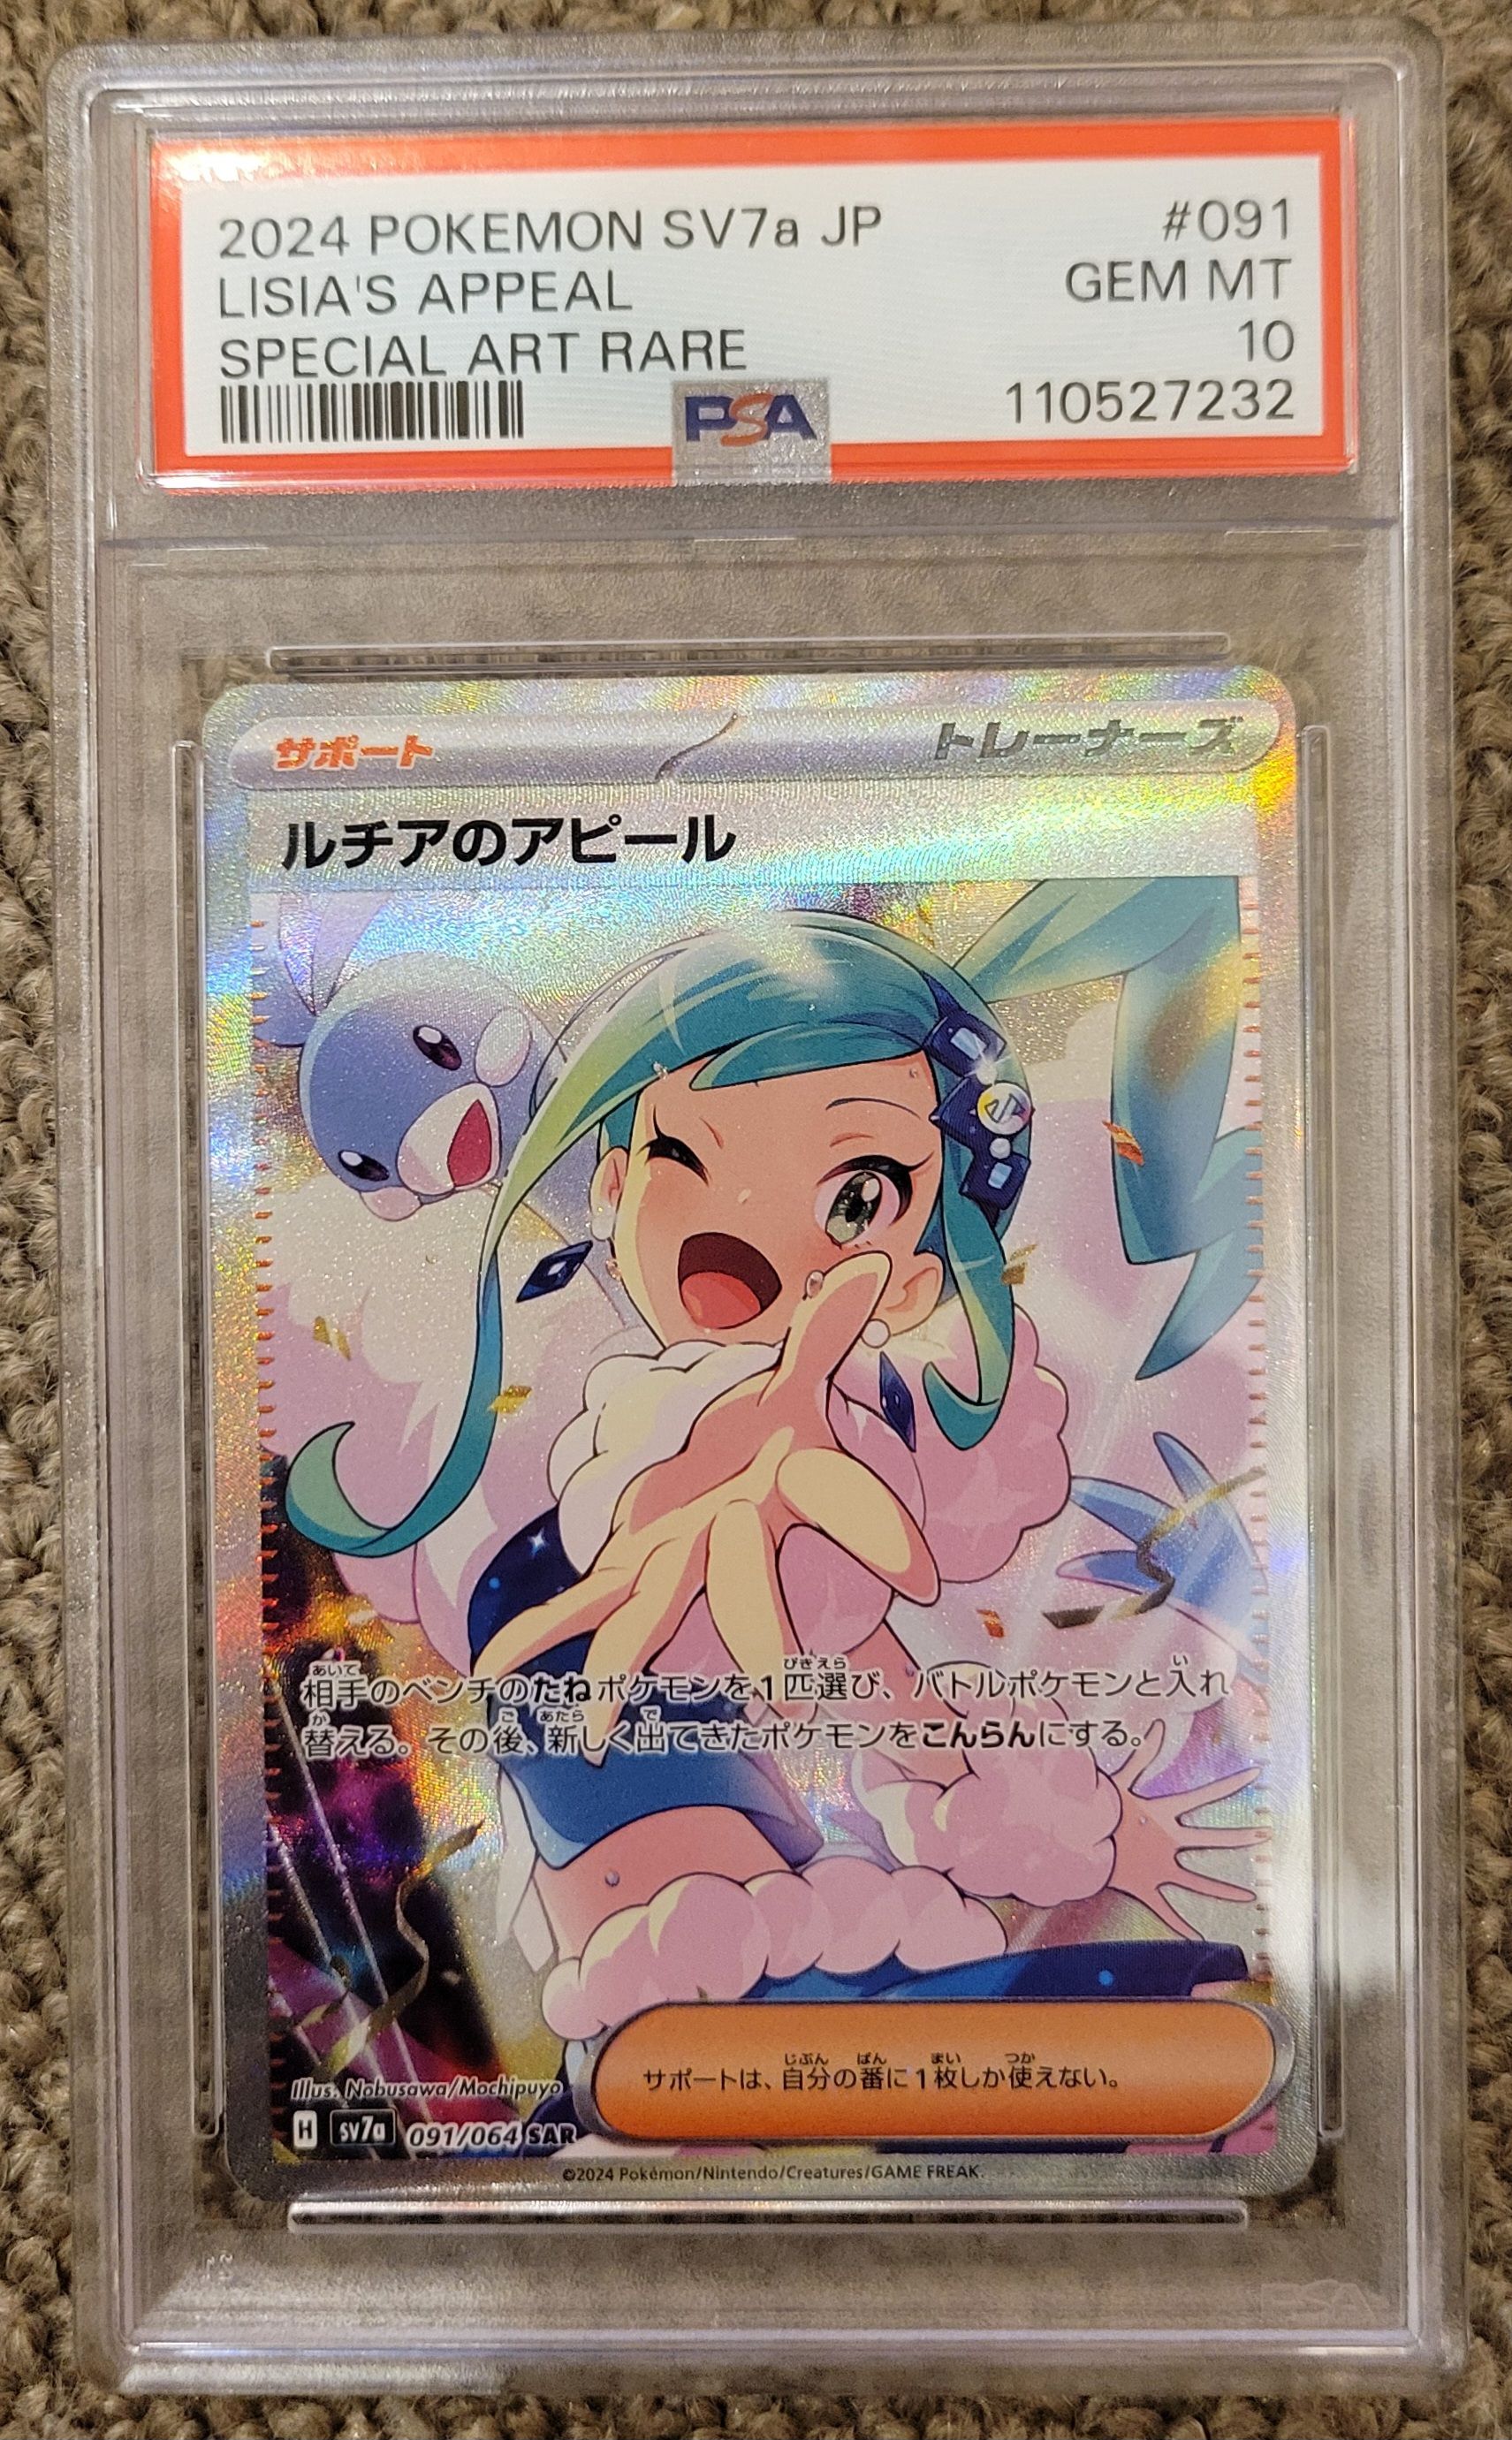 2024 POKEMON SV7a JP #091
LISIA'S APPEAL GEM MT
SPECIAL ART RARE 10
PSA 110527232
サポート トレーナーズ
ルチアのアピール
あいて びきえら い
相手のベンチのたねポケモンを1匹選び、バトルポケモンと入れ
か ご あたら で
替える。その後、新しく出てきたポケモンをこんらんにする。
じぶん ばん まい つか
サポートは、自分の番に1枚しか使えない。
Illus. Nobusawa/Mochipuyo
H sv7a 091/064 SAR
©2024 Pokémon/Nintendo/Creatures/GAME FREAK.
PSA